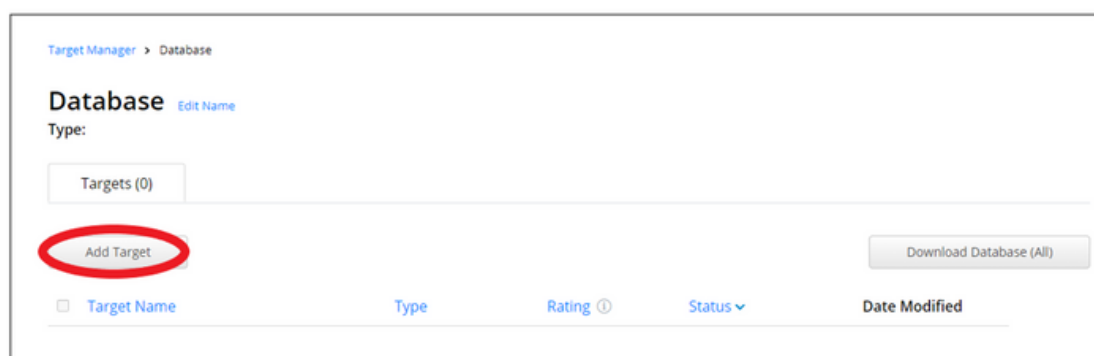 Target Manager > Database
Database Edit Name
Type:
Targets (0)
Add Target Download Database (All)
Target Name Type Rating ⓘ Status Date Modified